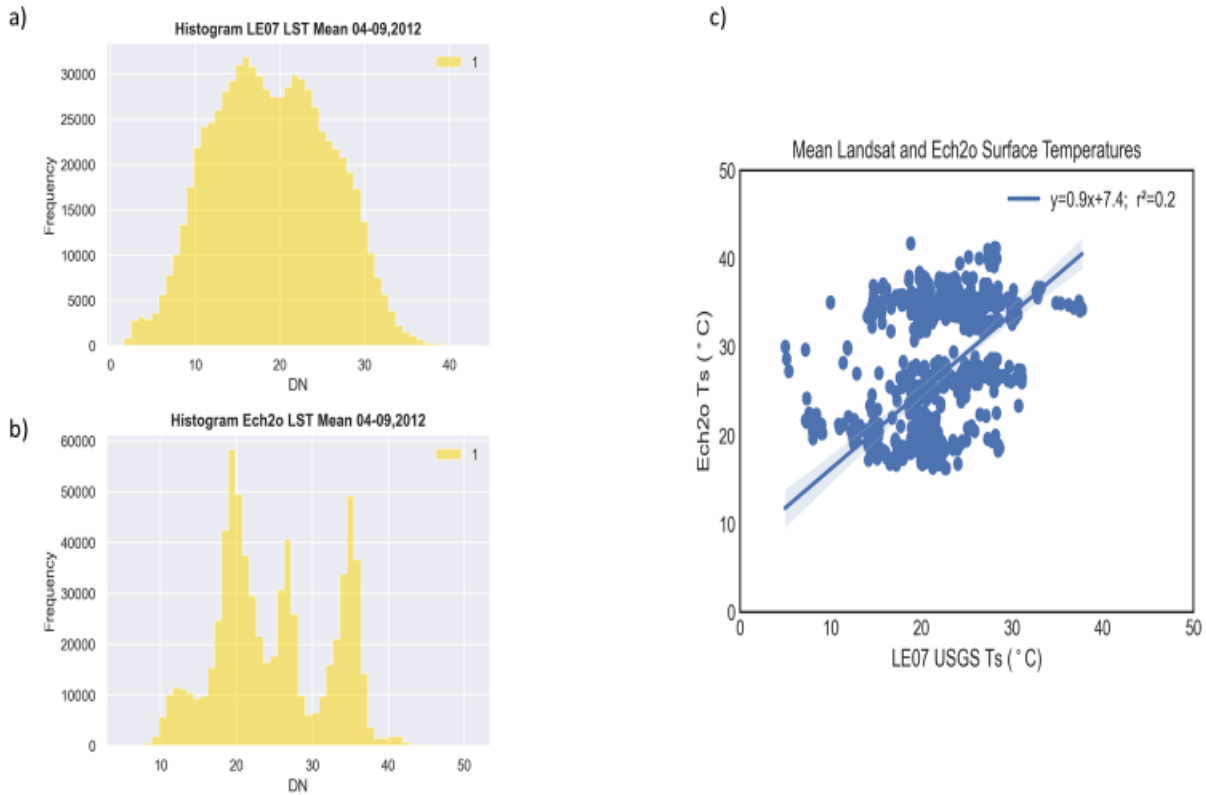 a)
Histogram LE07 LST Mean 04-09,2012
1
30000
25000
20000
15000
10000
5000
0
Frequency
0 10 20 30 40
DN
b)
Histogram Ech2o LST Mean 04-09,2012
1
60000
50000
40000
30000
20000
10000
0
Frequency
10 20 30 40 50
DN
c)
Mean Landsat and Ech2o Surface Temperatures
y=0.9x+7.4; r²=0.2
50
40
30
20
10
0
Ech2o Ts ( ° C)
0 10 20 30 40 50
LE07 USGS Ts ( ° C)